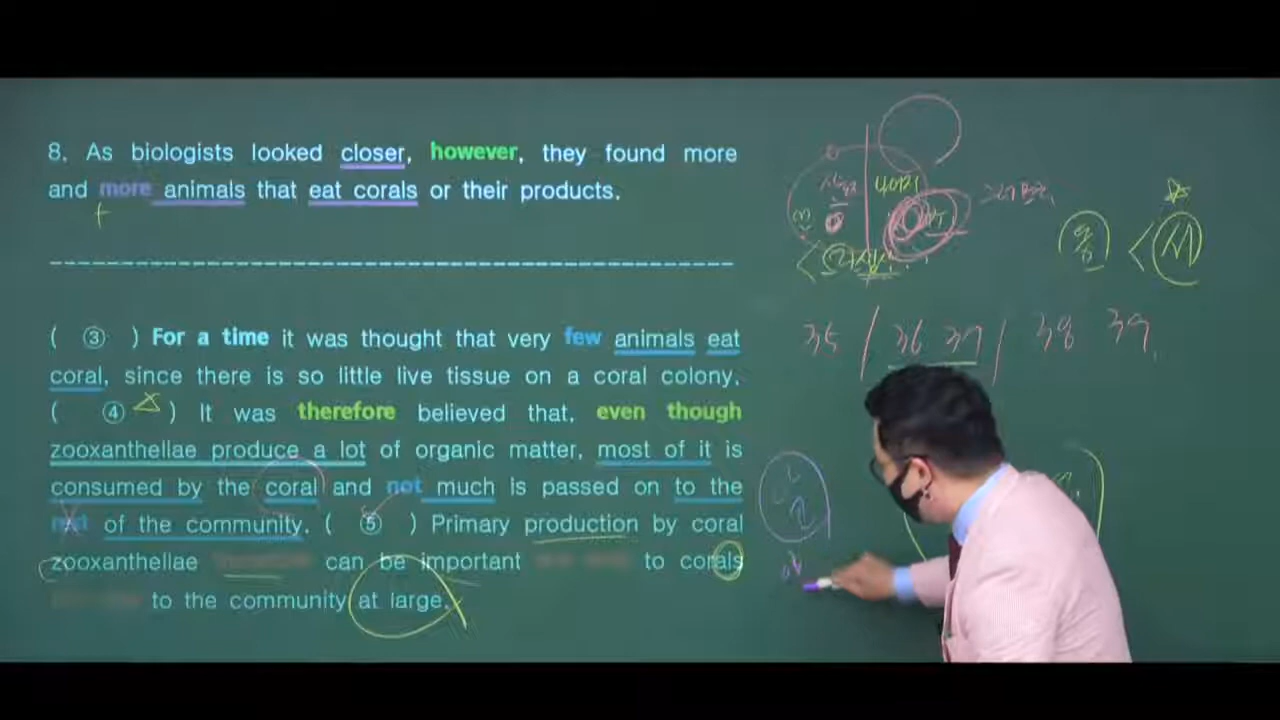 8. As biologists looked closer, however, they found more
and more animals that eat corals or their products.
( ③ ) For a time it was thought that very few animals eat
coral, since there is so little live tissue on a coral colony.
( ④ ) It was therefore believed that, even though
zooxanthellae produce a lot of organic matter, most of it is
consumed by the coral and not much is passed on to the
of the community. ( ⑤ ) Primary production by coral
zooxanthellae can be important to corals
to the community at large.
35 / 36 37 / 38 39